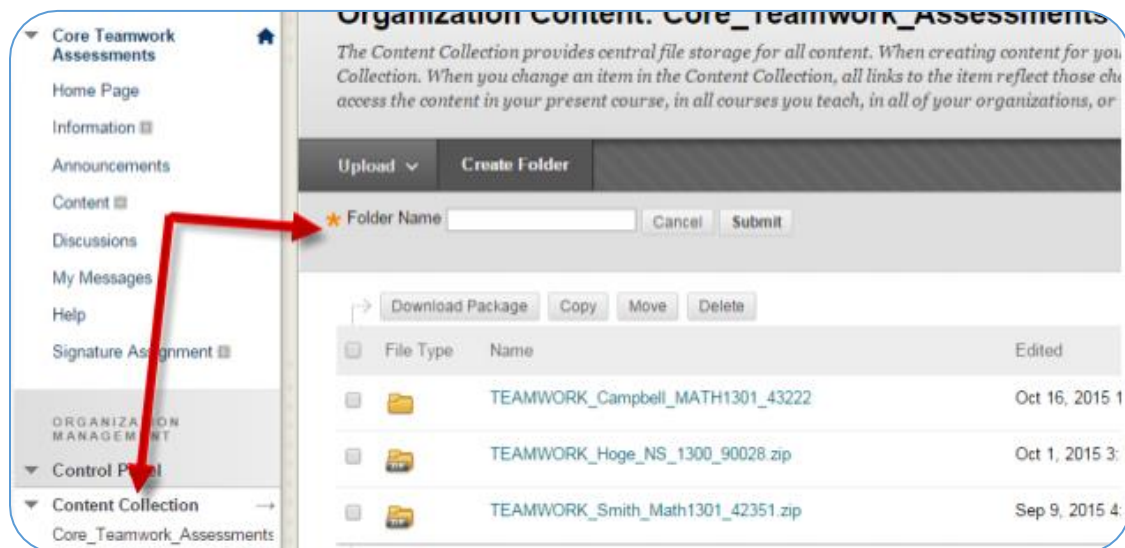 Core Teamwork
Assessments
Home Page
Information
Announcements
Content
Discussions
My Messages
Help
Signature Assignment
ORGANIZATION
MANAGEMENT
Control Panel
Content Collection
Core_Teamwork_Assessments
Organization Content: Core_Teamwork_Assessments
The Content Collection provides central file storage for all content. When creating content for you
Collection. When you change an item in the Content Collection, all links to the item reflect those ch
access the content in your present course, in all courses you teach, in all of your organizations, or
Upload Create Folder
* Folder Name Cancel Submit
Download Package Copy Move Delete
File Type Name Edited
TEAMWORK_Campbell_MATH1301_43222 Oct 16, 2015 1
TEAMWORK_Hoge_NS_1300_90028.zip Oct 1, 2015 3:
TEAMWORK_Smith_Math1301_42351.zip Sep 9, 2015 4: